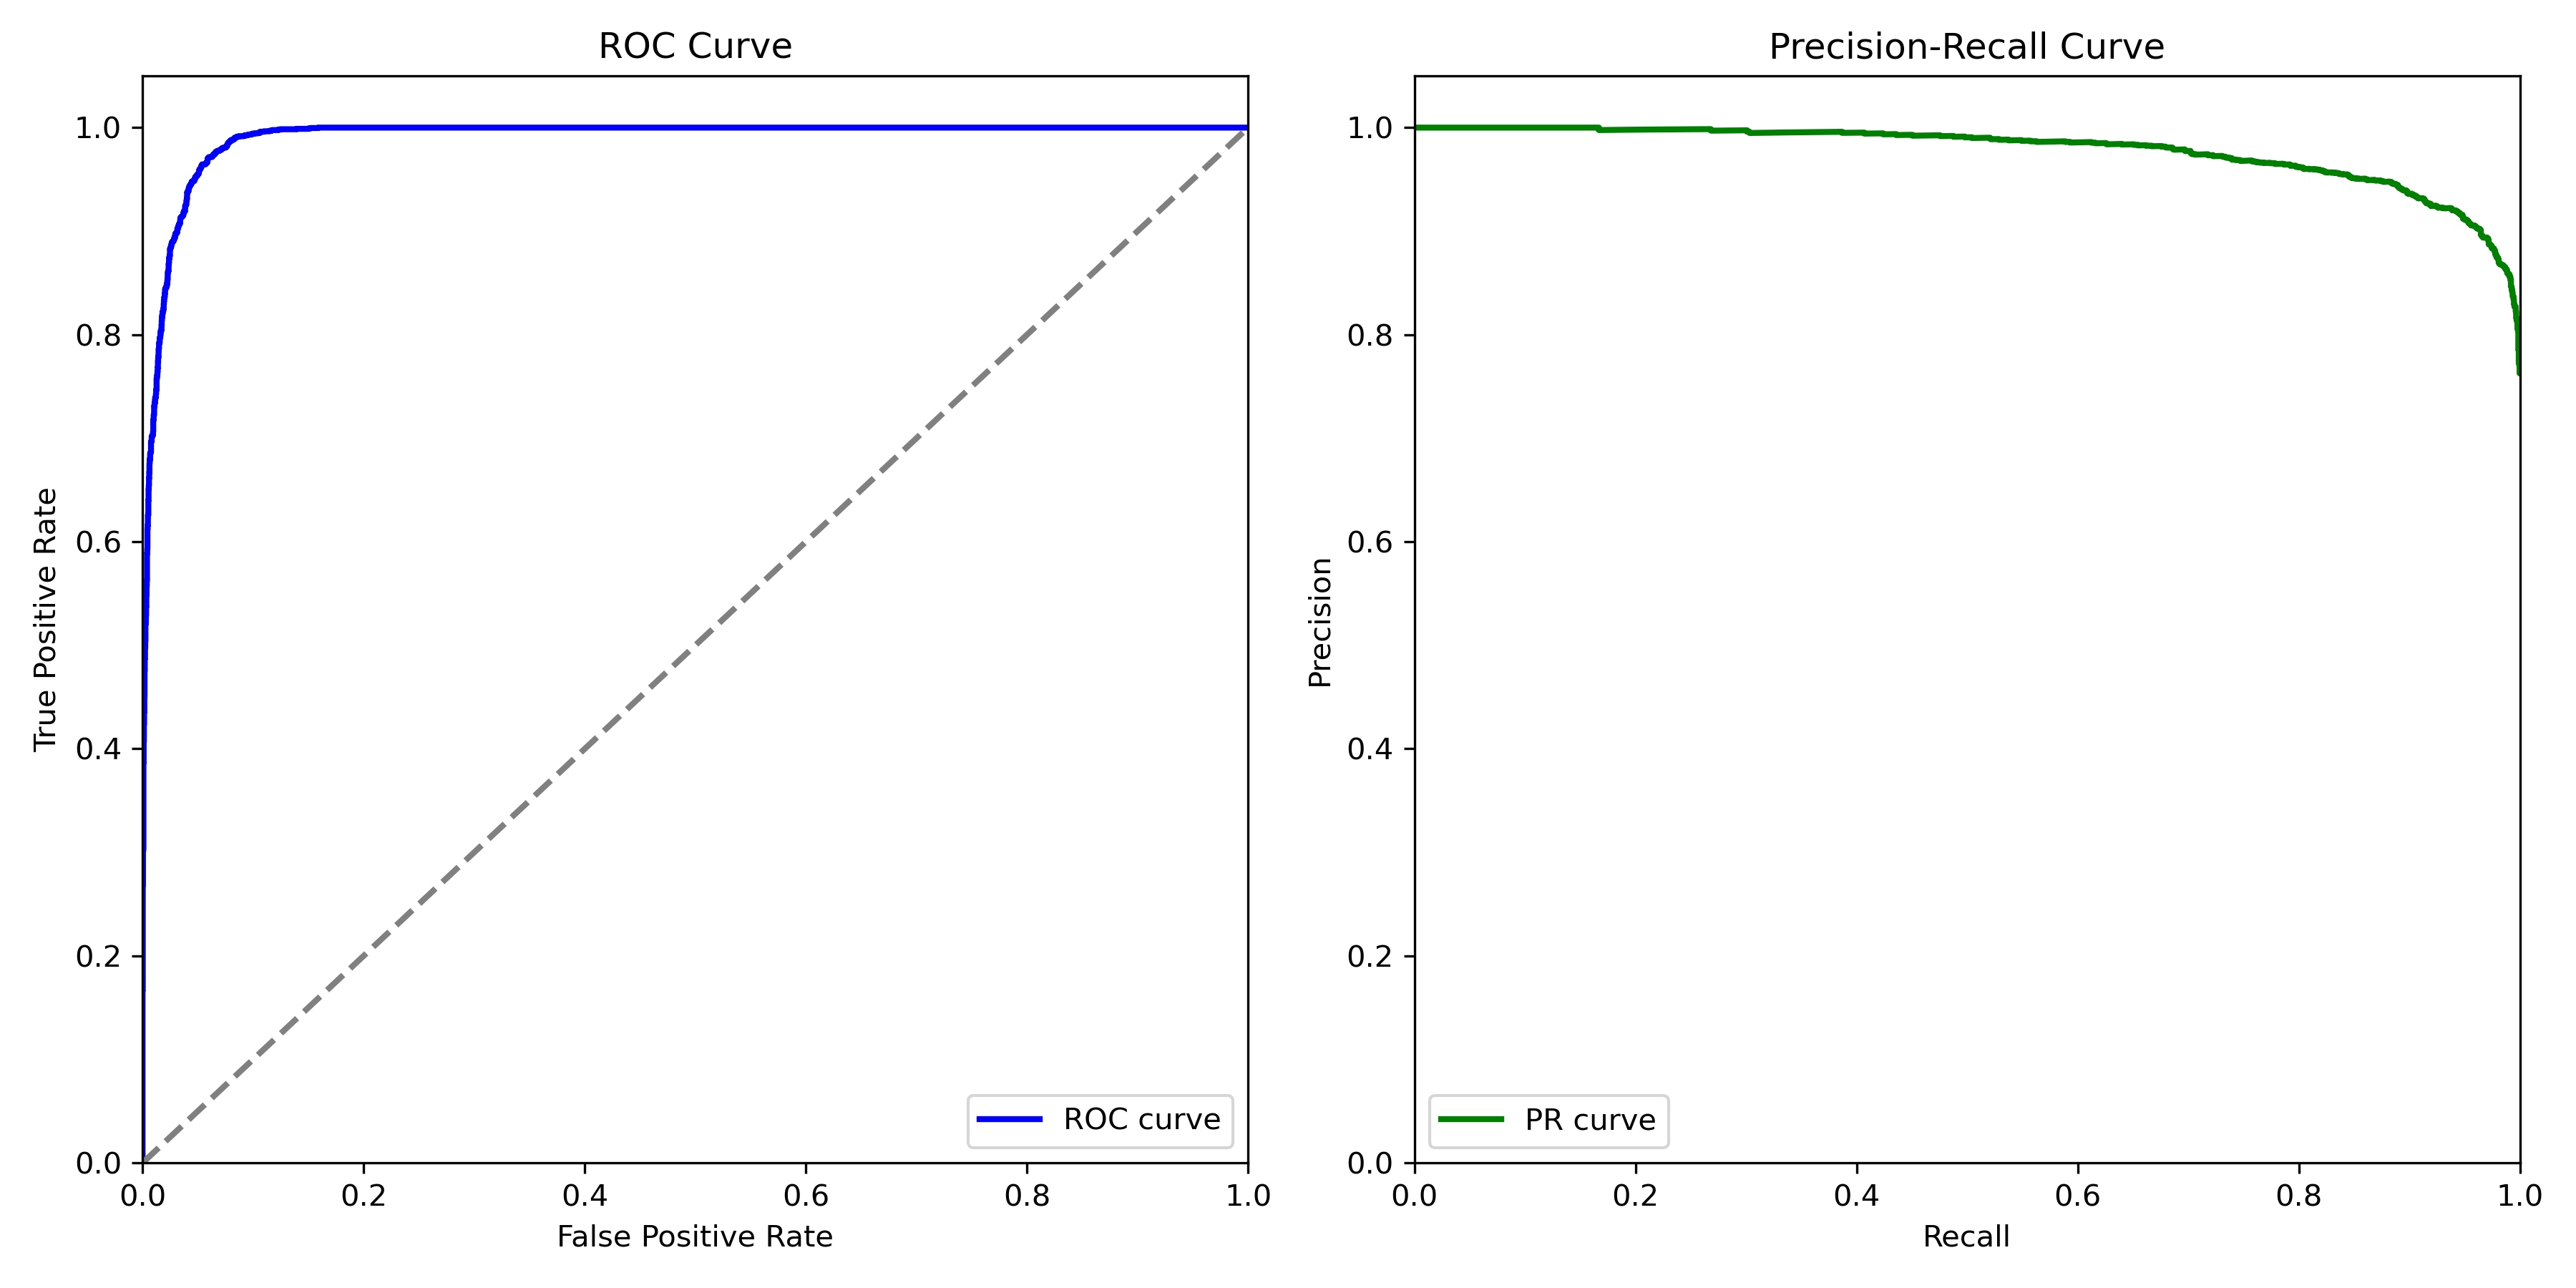 ROC Curve
1.0
0.8
0.6
0.4
0.2
0.0
True Positive Rate
0.0 0.2 0.4 0.6 0.8 1.0
False Positive Rate
ROC curve
Precision-Recall Curve
1.0
0.8
0.6
0.4
0.2
0.0
Precision
0.0 0.2 0.4 0.6 0.8 1.0
Recall
PR curve